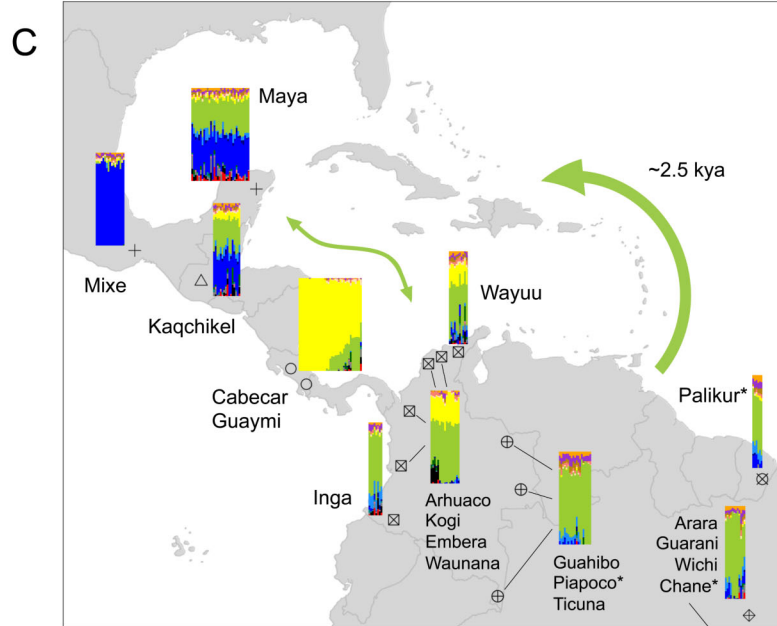 C
Maya
~2.5 kya
Mixe
Kaqchikel
Wayuu
Cabecar
Guaymi
Palikur*
Inga
Arhuaco
Kogi
Embera
Waunana
Guahibo
Piapoco*
Ticuna
Arara
Guarani
Wichi
Chane*